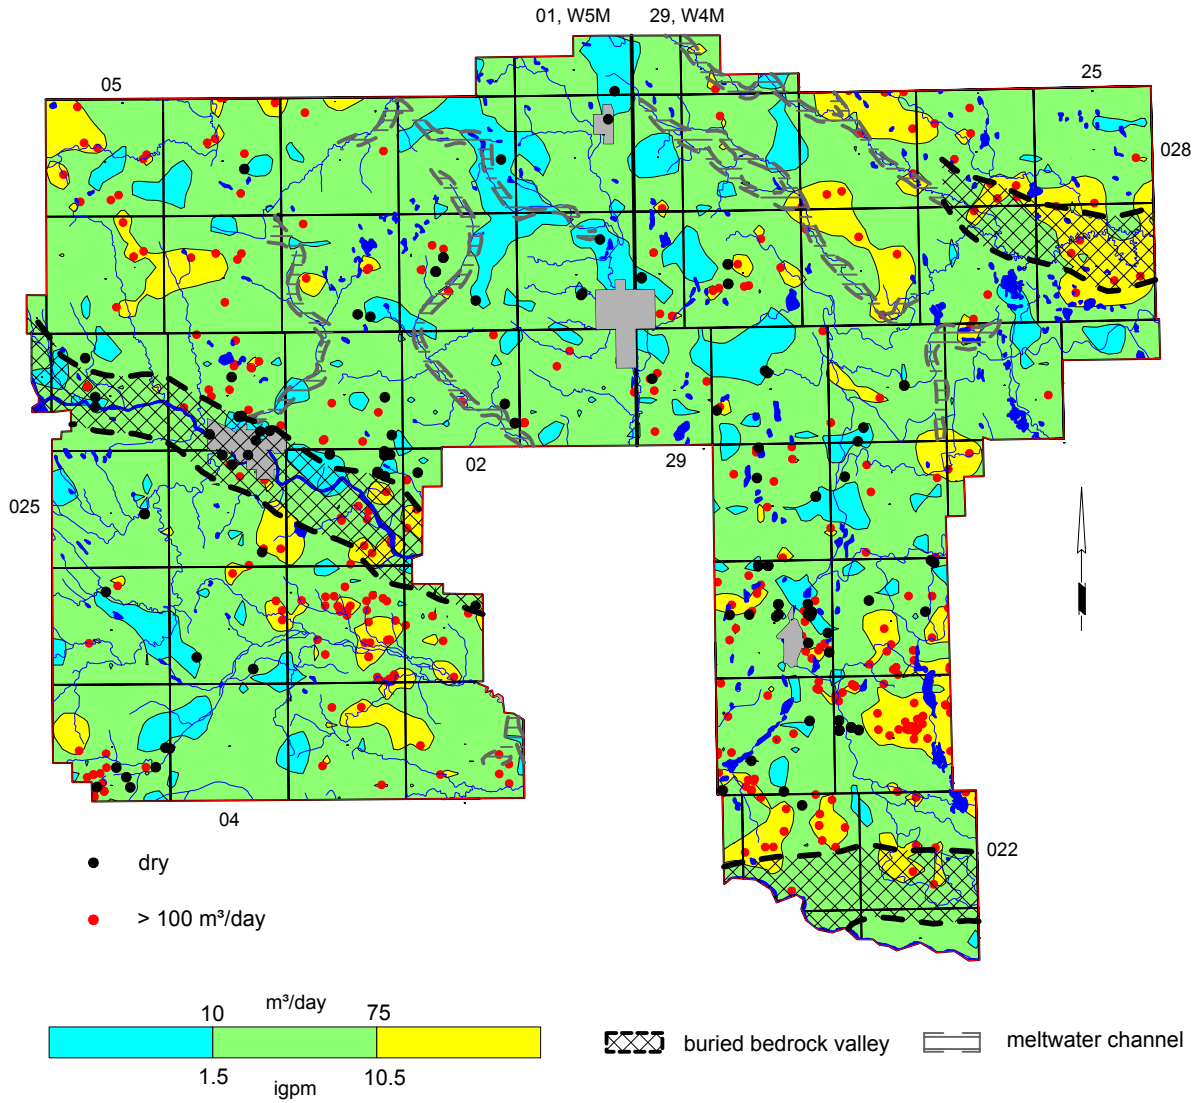 01, W5M
29, W4M
05
25
028
02
29
025
04
022
dry
> 100 m³/day
m³/day
10
75
1.5
10.5
igpm
buried bedrock valley
meltwater channel